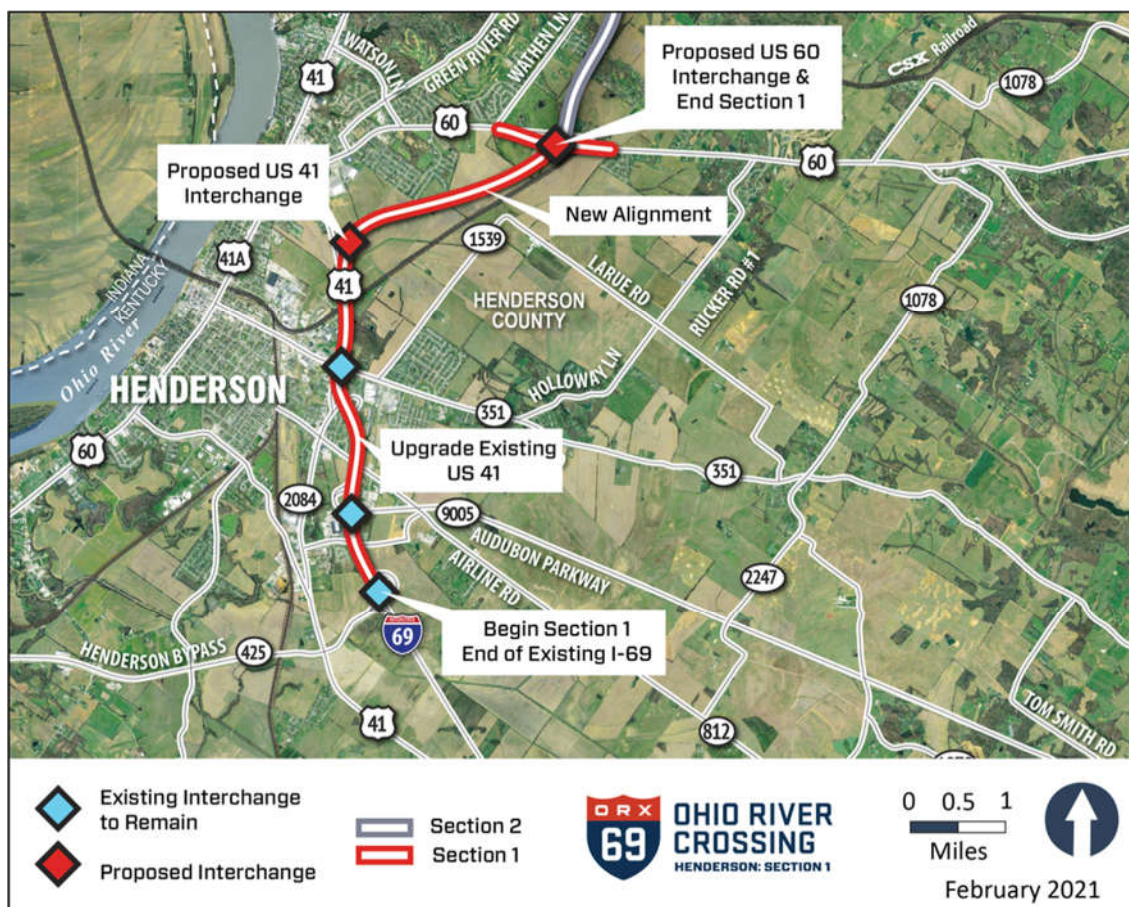 WATSON LN
GREEN RIVER RD
WATHEN LN
41
60
Proposed US 60
Interchange &
End Section 1
CSX Railroad
1078
1078
60
Proposed US 41
Interchange
New Alignment
41A
41
1539
LARUE RD
RUCKER RD #1
HENDERSON
COUNTY
INDIANA
KENTUCKY
Ohio River
HENDERSON
HOLLOWAY LN
351
351
60
Upgrade Existing
US 41
2084
9005
AUDUBON PARKWAY
AIRLINE RD
2247
69
Begin Section 1
End of Existing I-69
HENDERSON BYPASS
425
41
812
TOM SMITH RD
Existing Interchange
to Remain
Proposed Interchange
Section 2
Section 1
ORX
69
OHIO RIVER
CROSSING
HENDERSON: SECTION 1
0 0.5 1
Miles
February 2021